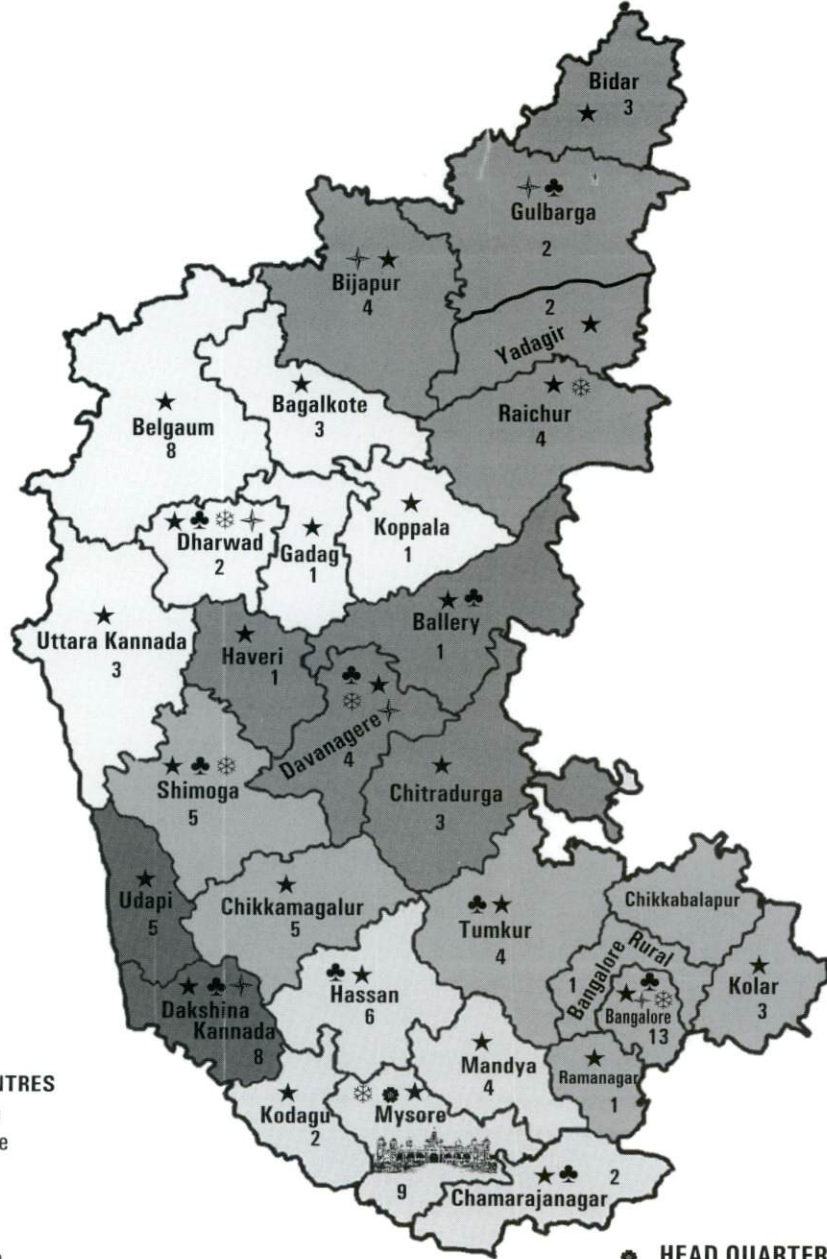 Bidar
3
Gulbarga
2
Bijapur
4
2
Yadagir
Raichur
4
Bagalkote
3
Belgaum
8
Dharwad
2
Gadag
1
Koppala
1
Ballery
1
Uttara Kannada
3
Haveri
1
Davanagere
4
Chitradurga
3
Shimoga
5
Udapi
5
Chikkamagalur
5
Tumkur
4
Chikkabalapur
Bangalore Rural
1
Bangalore
13
Kolar
3
Dakshina
Kannada
8
Hassan
6
Mandya
4
Ramanagar
1
Kodagu
2
Mysore
9
Chamarajanagar
2
NTRES
e
HEAD QUARTER